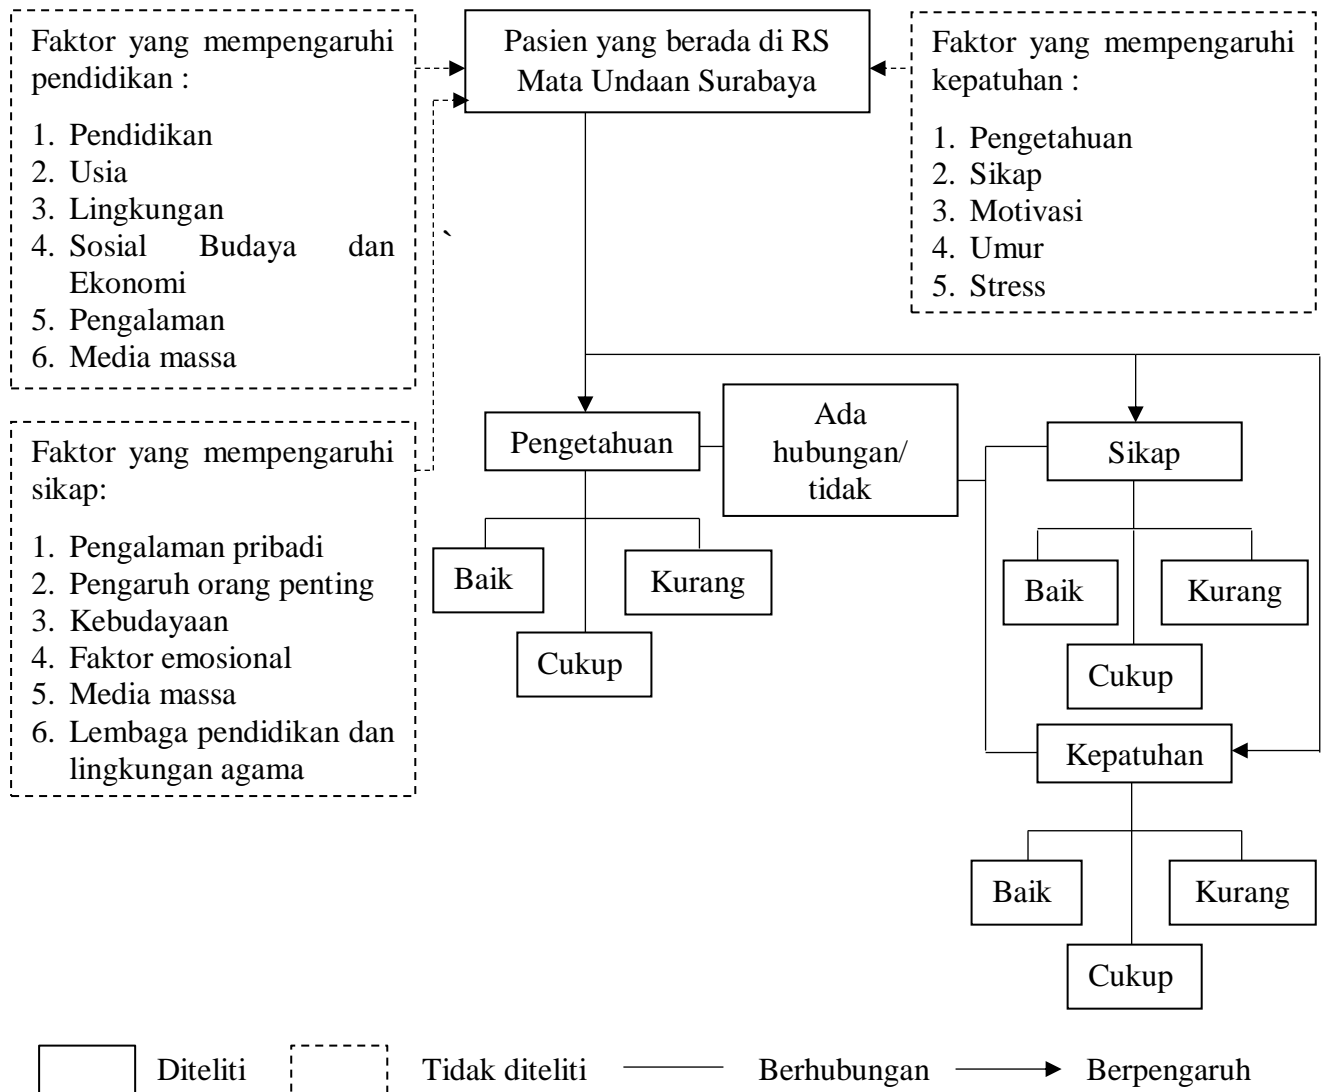 Faktor yang mempengaruhi
pendidikan :
1. Pendidikan
2. Usia
3. Lingkungan
4. Sosial Budaya dan
Ekonomi
5. Pengalaman
6. Media massa
Pasien yang berada di RS
Mata Undaan Surabaya
Faktor yang mempengaruhi
kepatuhan :
1. Pengetahuan
2. Sikap
3. Motivasi
4. Umur
5. Stress
`
Faktor yang mempengaruhi
sikap:
1. Pengalaman pribadi
2. Pengaruh orang penting
3. Kebudayaan
4. Faktor emosional
5. Media massa
6. Lembaga pendidikan dan
lingkungan agama
Pengetahuan
Ada
hubungan/
tidak
Sikap
Baik
Kurang
Cukup
Baik
Kurang
Cukup
Kepatuhan
Baik
Kurang
Cukup
Diteliti
Tidak diteliti
Berhubungan
Berpengaruh